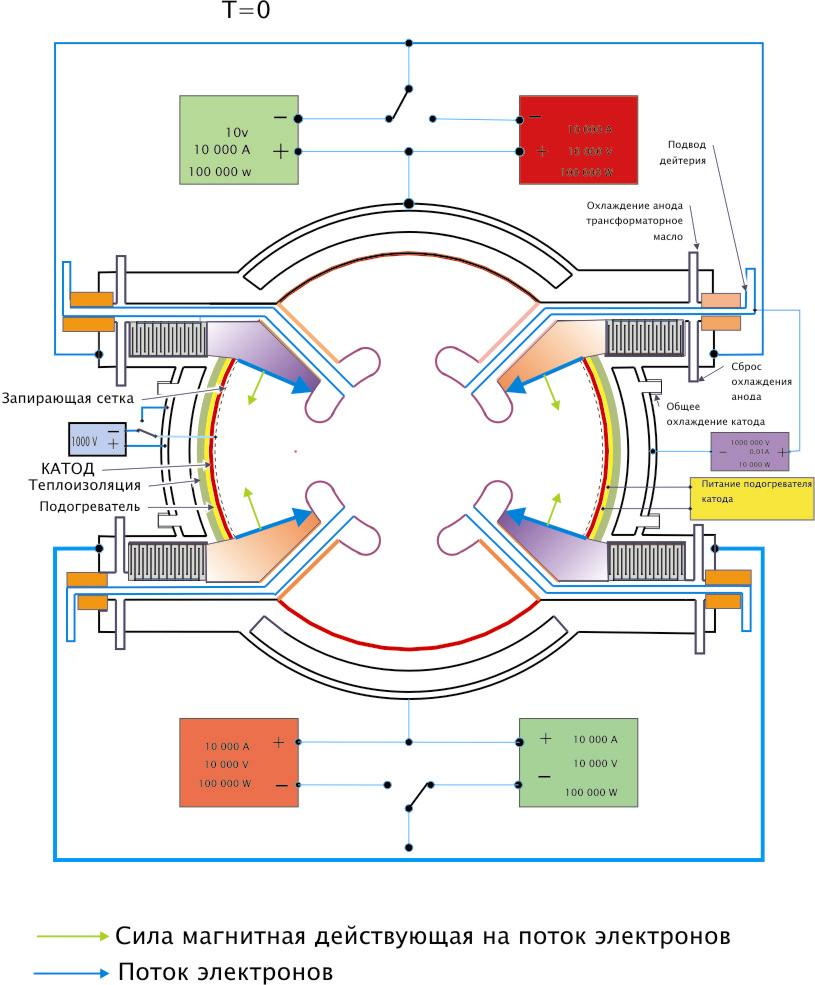 T=0
10v
10 000 A
100 000 w
−
+
−
+
10 000 A
10 000 V
100 000 W
Подвод
дейтерия
Охлаждение анода
трансформаторное
масло
Запирающая сетка
1000 V
−
+
КАТОД
Теплоизоляция
Подогреватель
Сброс
охлаждения
анода
Общее
охлаждение катода
1000000 V
− 0,01A +
10 000 W
Питание подогревателя
катода
10 000 A
10 000 V
100 000 W
+
−
+
−
10 000 A
10 000 V
100 000 W
Сила магнитная действующая на поток электронов
Поток электронов